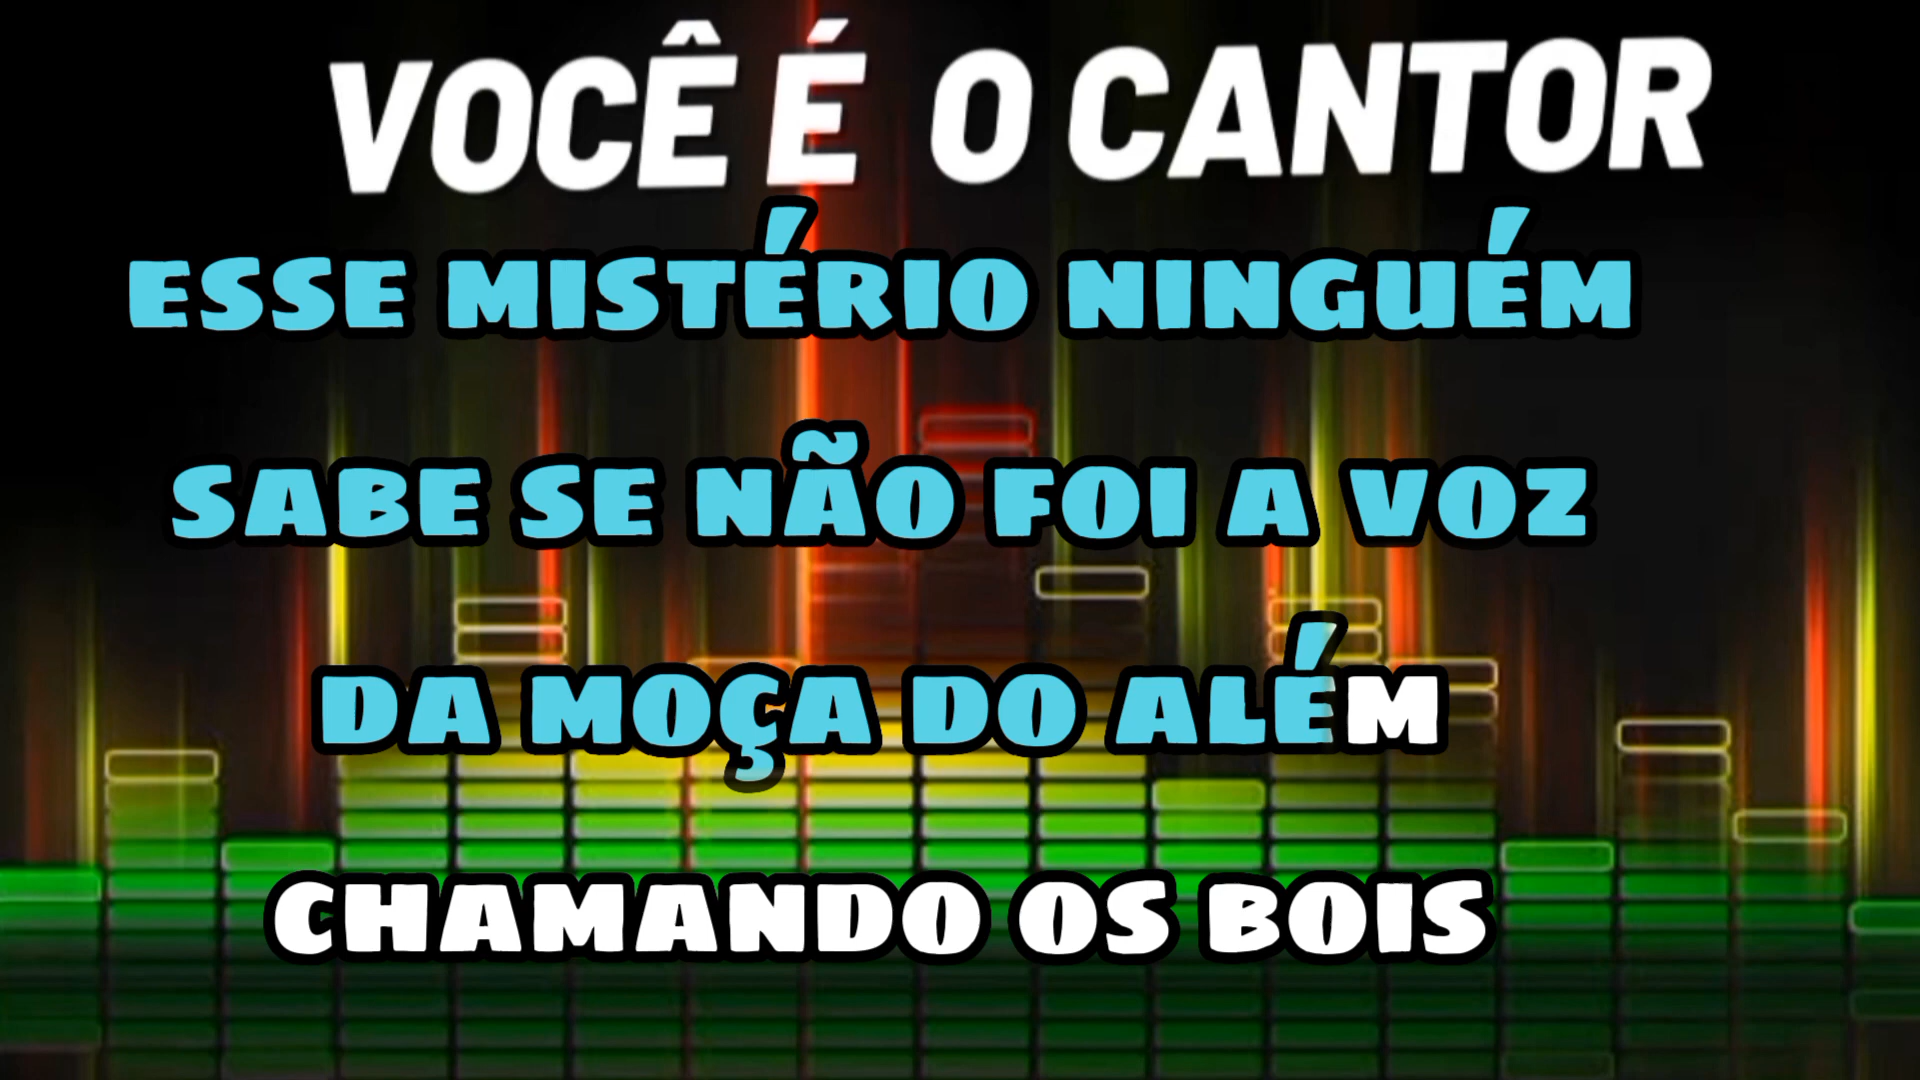 VOCÊ É O CANTOR
ESSE MISTÉRIO NINGUÉM
SABE SE NÃO FOI A VOZ
DA MOÇA DO ALÉM
CHAMANDO OS BOIS